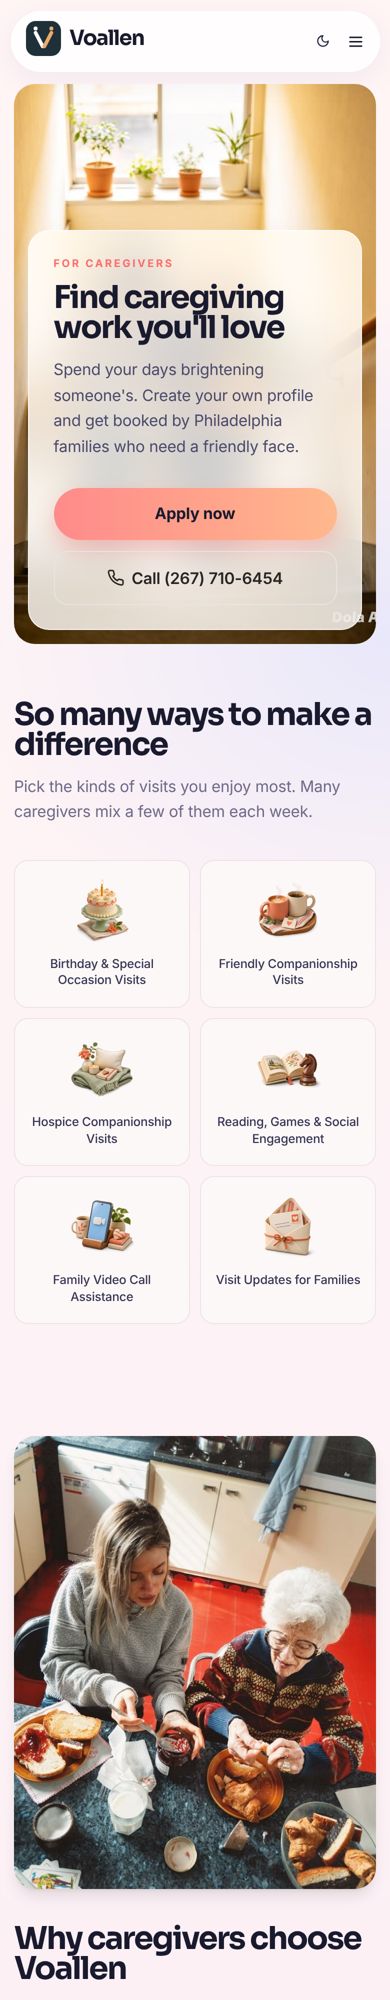 Voallen
FOR CAREGIVERS
Find caregiving
work you'll love
Spend your days brightening
someone's. Create your own profile
and get booked by Philadelphia
families who need a friendly face.
Apply now
Call (267) 710-6454
Dola A
So many ways to make a
difference
Pick the kinds of visits you enjoy most. Many
caregivers mix a few of them each week.
Birthday & Special
Occasion Visits
Friendly Companionship
Visits
Hospice Companionship
Visits
Reading, Games & Social
Engagement
Family Video Call
Assistance
Visit Updates for Families
Why caregivers choose
Voallen